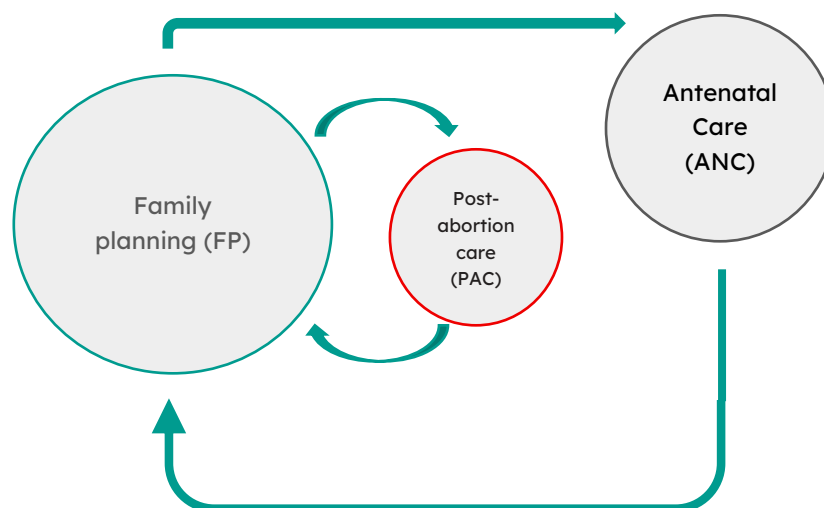 Family
planning (FP)
Post-
abortion
care
(PAC)
Antenatal
Care
(ANC)